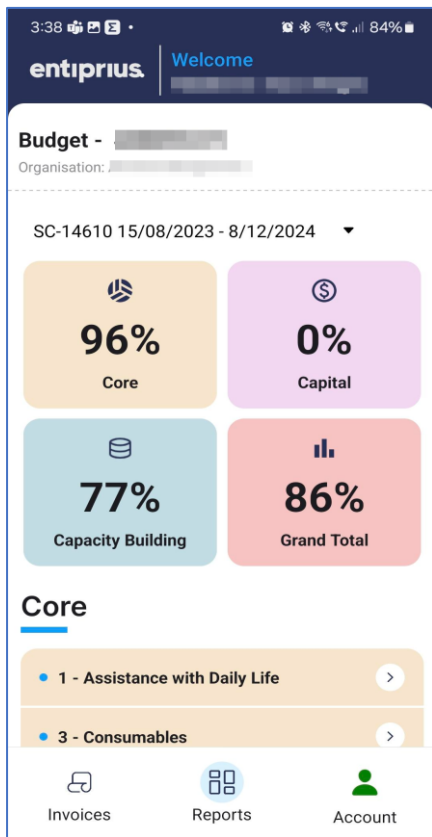 3:38 84%
entiprius Welcome
Budget -
Organisation:
SC-14610 15/08/2023 - 8/12/2024
96% 0%
Core Capital
77% 86%
Capacity Building Grand Total
Core
1 - Assistance with Daily Life
3 - Consumables
Invoices Reports Account